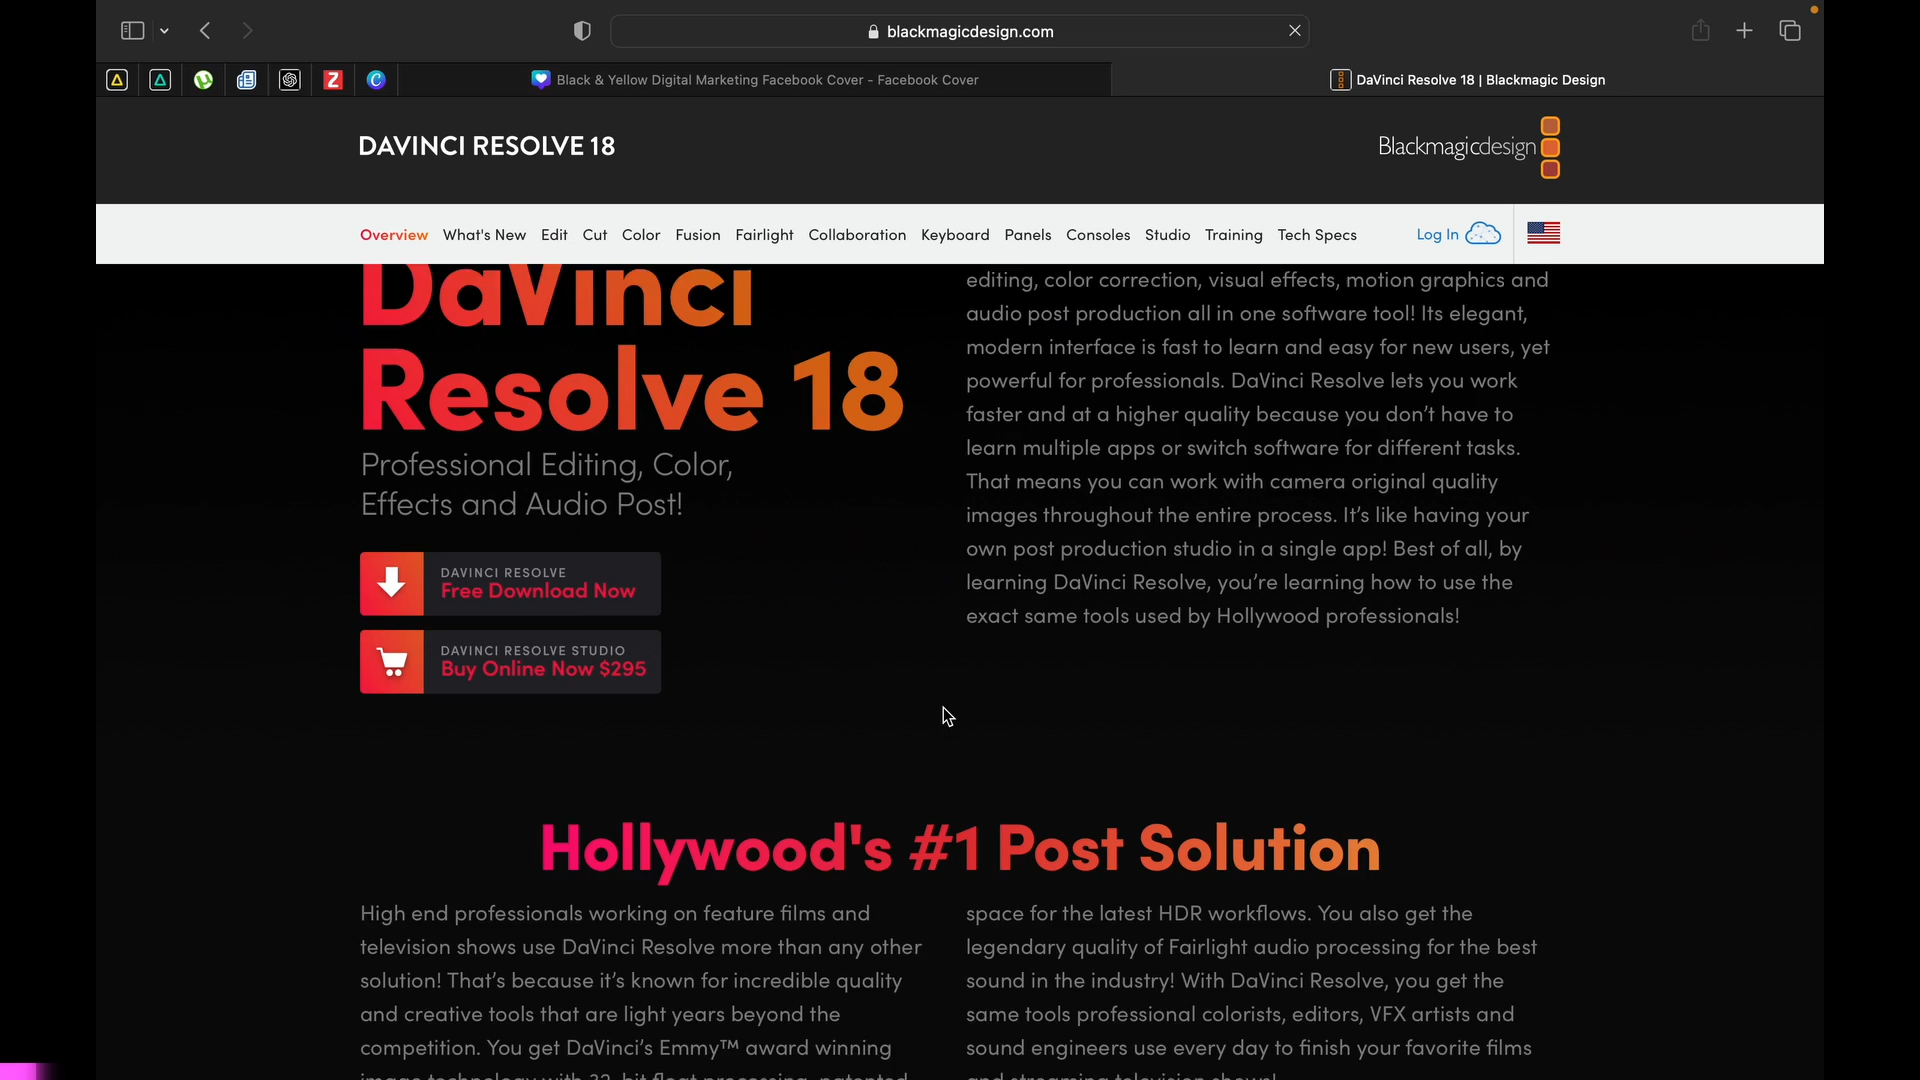 blackmagicdesign.com
Z
C
Black & Yellow Digital Marketing Facebook Cover - Facebook Cover
DaVinci Resolve 18 | Blackmagic Design
DAVINCI RESOLVE 18
Blackmagicdesign
Overview What's New Edit Cut Color Fusion Fairlight Collaboration Keyboard Panels Consoles Studio Training Tech Specs Log In
DaVinci
Resolve 18
Professional Editing, Color,
Effects and Audio Post!
DAVINCI RESOLVE
Free Download Now
DAVINCI RESOLVE STUDIO
Buy Online Now $295
editing, color correction, visual effects, motion graphics and
audio post production all in one software tool! Its elegant,
modern interface is fast to learn and easy for new users, yet
powerful for professionals. DaVinci Resolve lets you work
faster and at a higher quality because you don’t have to
learn multiple apps or switch software for different tasks.
That means you can work with camera original quality
images throughout the entire process. It’s like having your
own post production studio in a single app! Best of all, by
learning DaVinci Resolve, you’re learning how to use the
exact same tools used by Hollywood professionals!
Hollywood's #1 Post Solution
High end professionals working on feature films and
television shows use DaVinci Resolve more than any other
solution! That’s because it’s known for incredible quality
and creative tools that are light years beyond the
competition. You get DaVinci’s Emmy™ award winning
image technology with 32-bit float processing, patented
space for the latest HDR workflows. You also get the
legendary quality of Fairlight audio processing for the best
sound in the industry! With DaVinci Resolve, you get the
same tools professional colorists, editors, VFX artists and
sound engineers use every day to finish your favorite films
and streaming television shows!